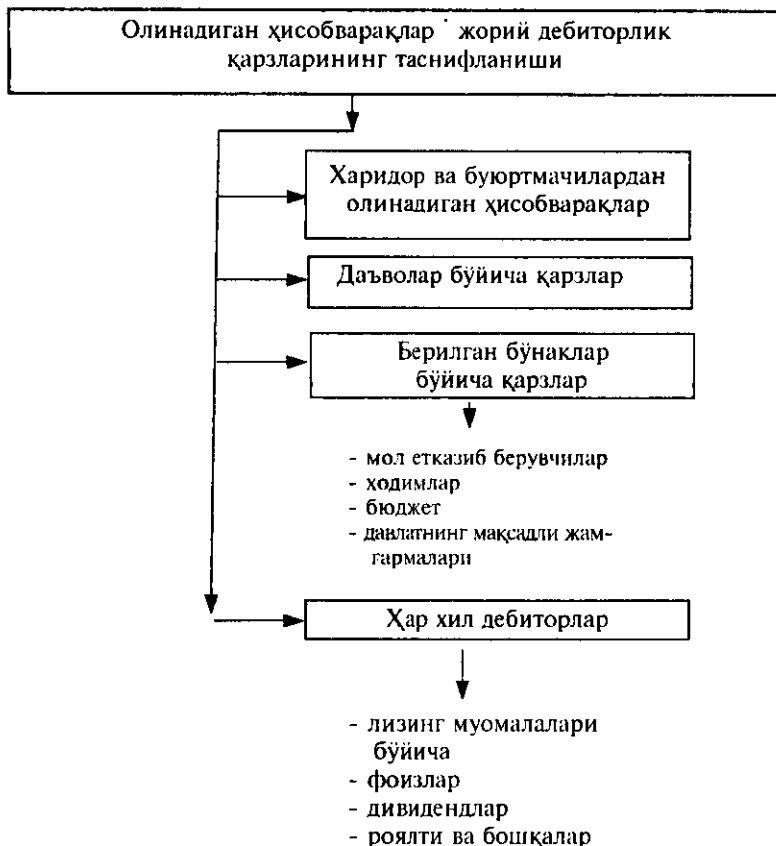 Олинадиган ҳисобварақлар жорий дебиторлик
қарзларининг таснифланиши
Харидор ва буюртмачилардан
олинадиган ҳисобварақлар
Даъволар бўйича қарзлар
Берилган бўнаклар
бўйича қарзлар
- мол етказиб берувчилар
- ходимлар
- бюджет
- давлатнинг мақсадли жам-
ғармалари
Ҳар хил дебиторлар
- лизинг муомалалари
бўйича
- фоизлар
- дивидендлар
- роялти ва бошқалар